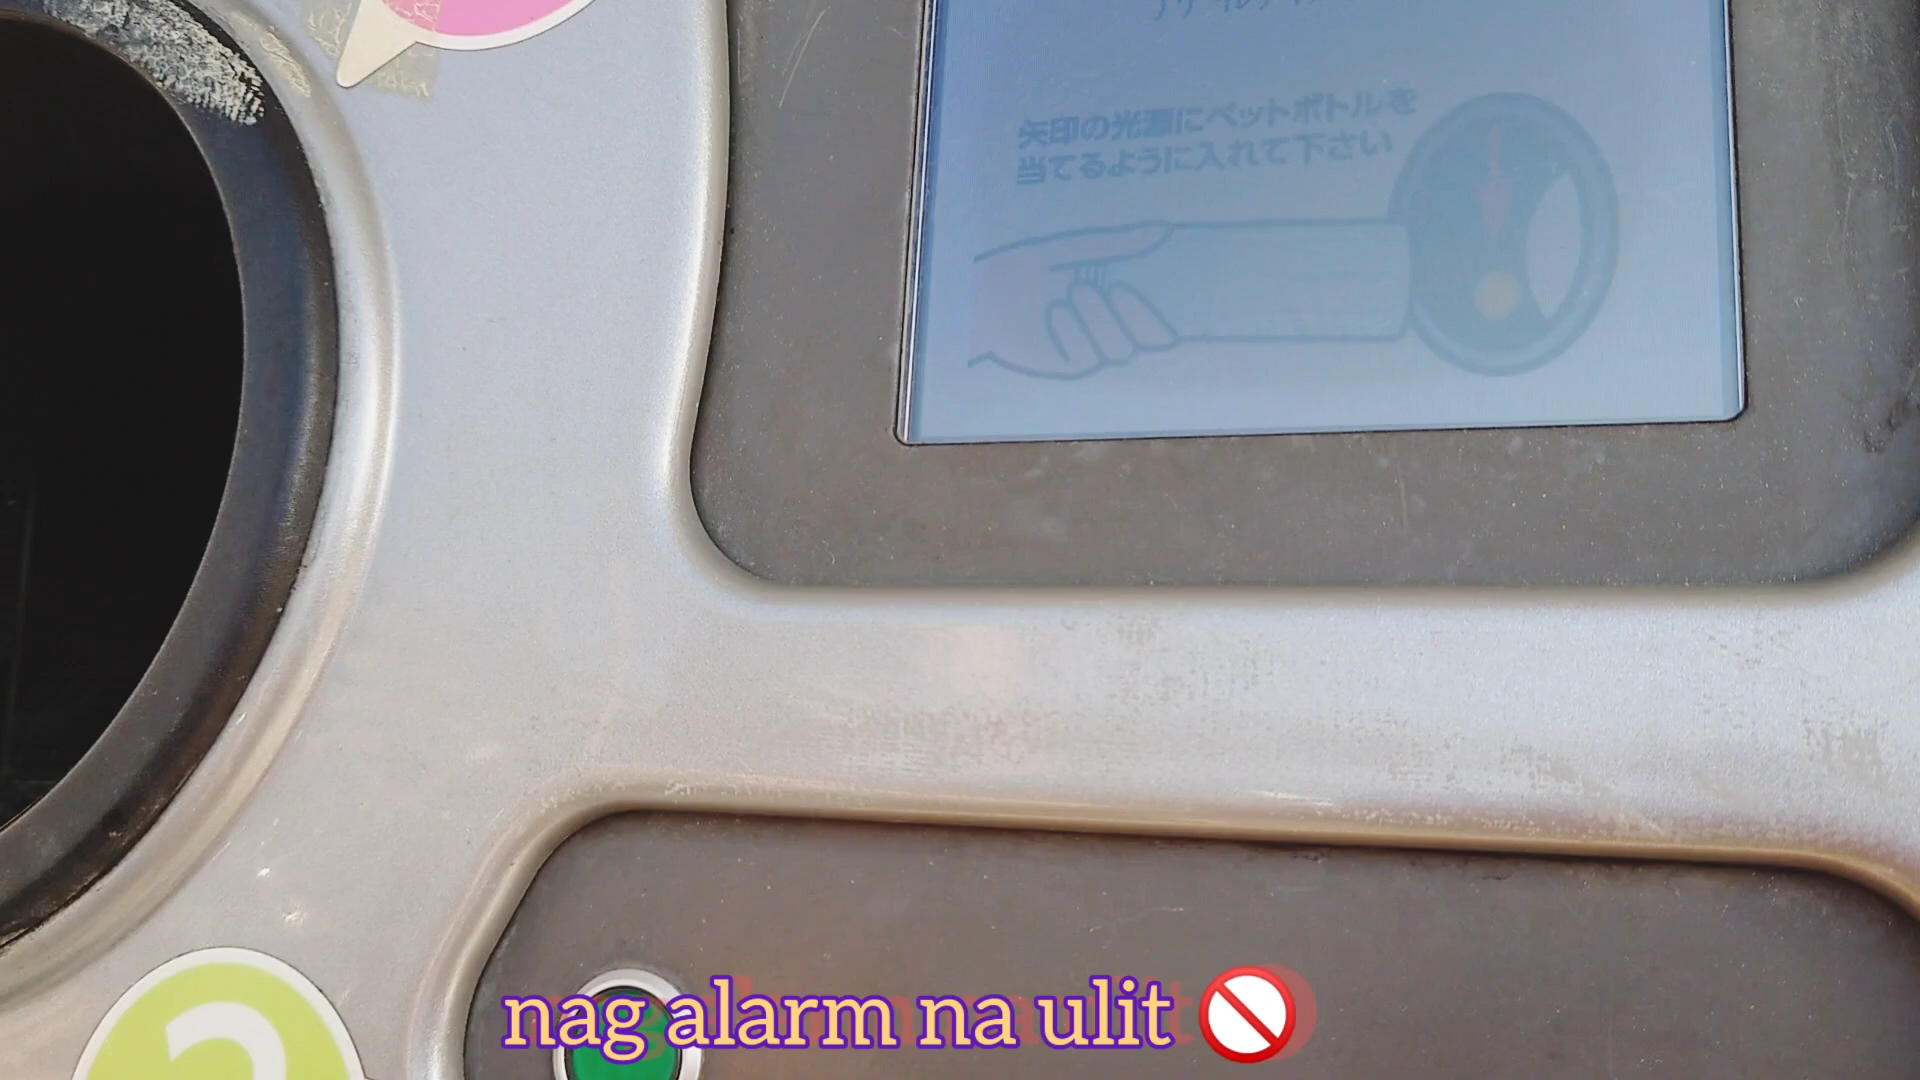 矢印の光源にペットボトルを
当てるように入れて下さい
2
nag alarm na ulit 🚫